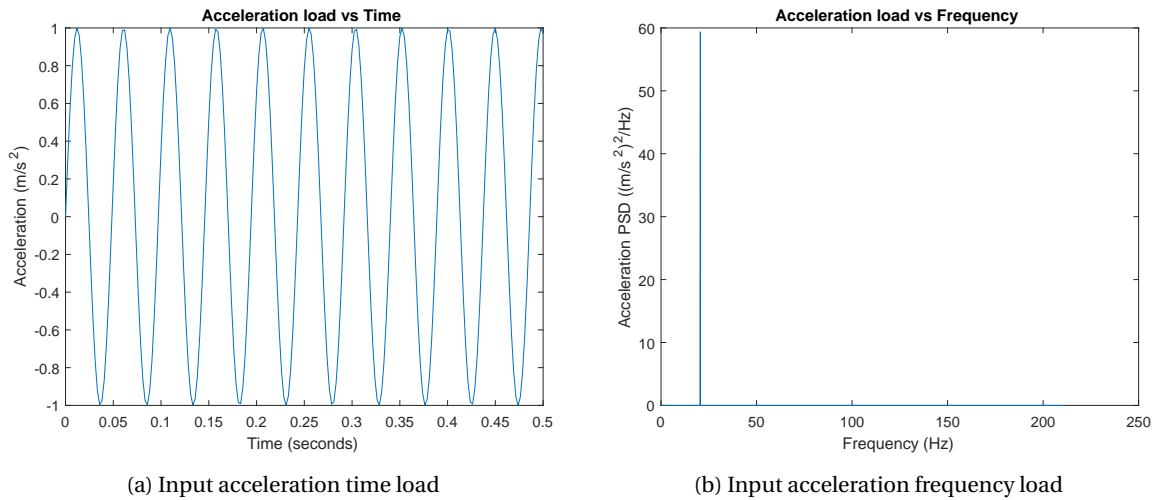 Acceleration load vs Time
1
0.8
0.6
0.4
0.2
0
-0.2
-0.4
-0.6
-0.8
-1
Acceleration (m/s²)
0 0.05 0.1 0.15 0.2 0.25 0.3 0.35 0.4 0.45 0.5
Time (seconds)
(a) Input acceleration time load
Acceleration load vs Frequency
60
50
40
30
20
10
0
Acceleration PSD ((m/s²)²/Hz)
0 50 100 150 200 250
Frequency (Hz)
(b) Input acceleration frequency load